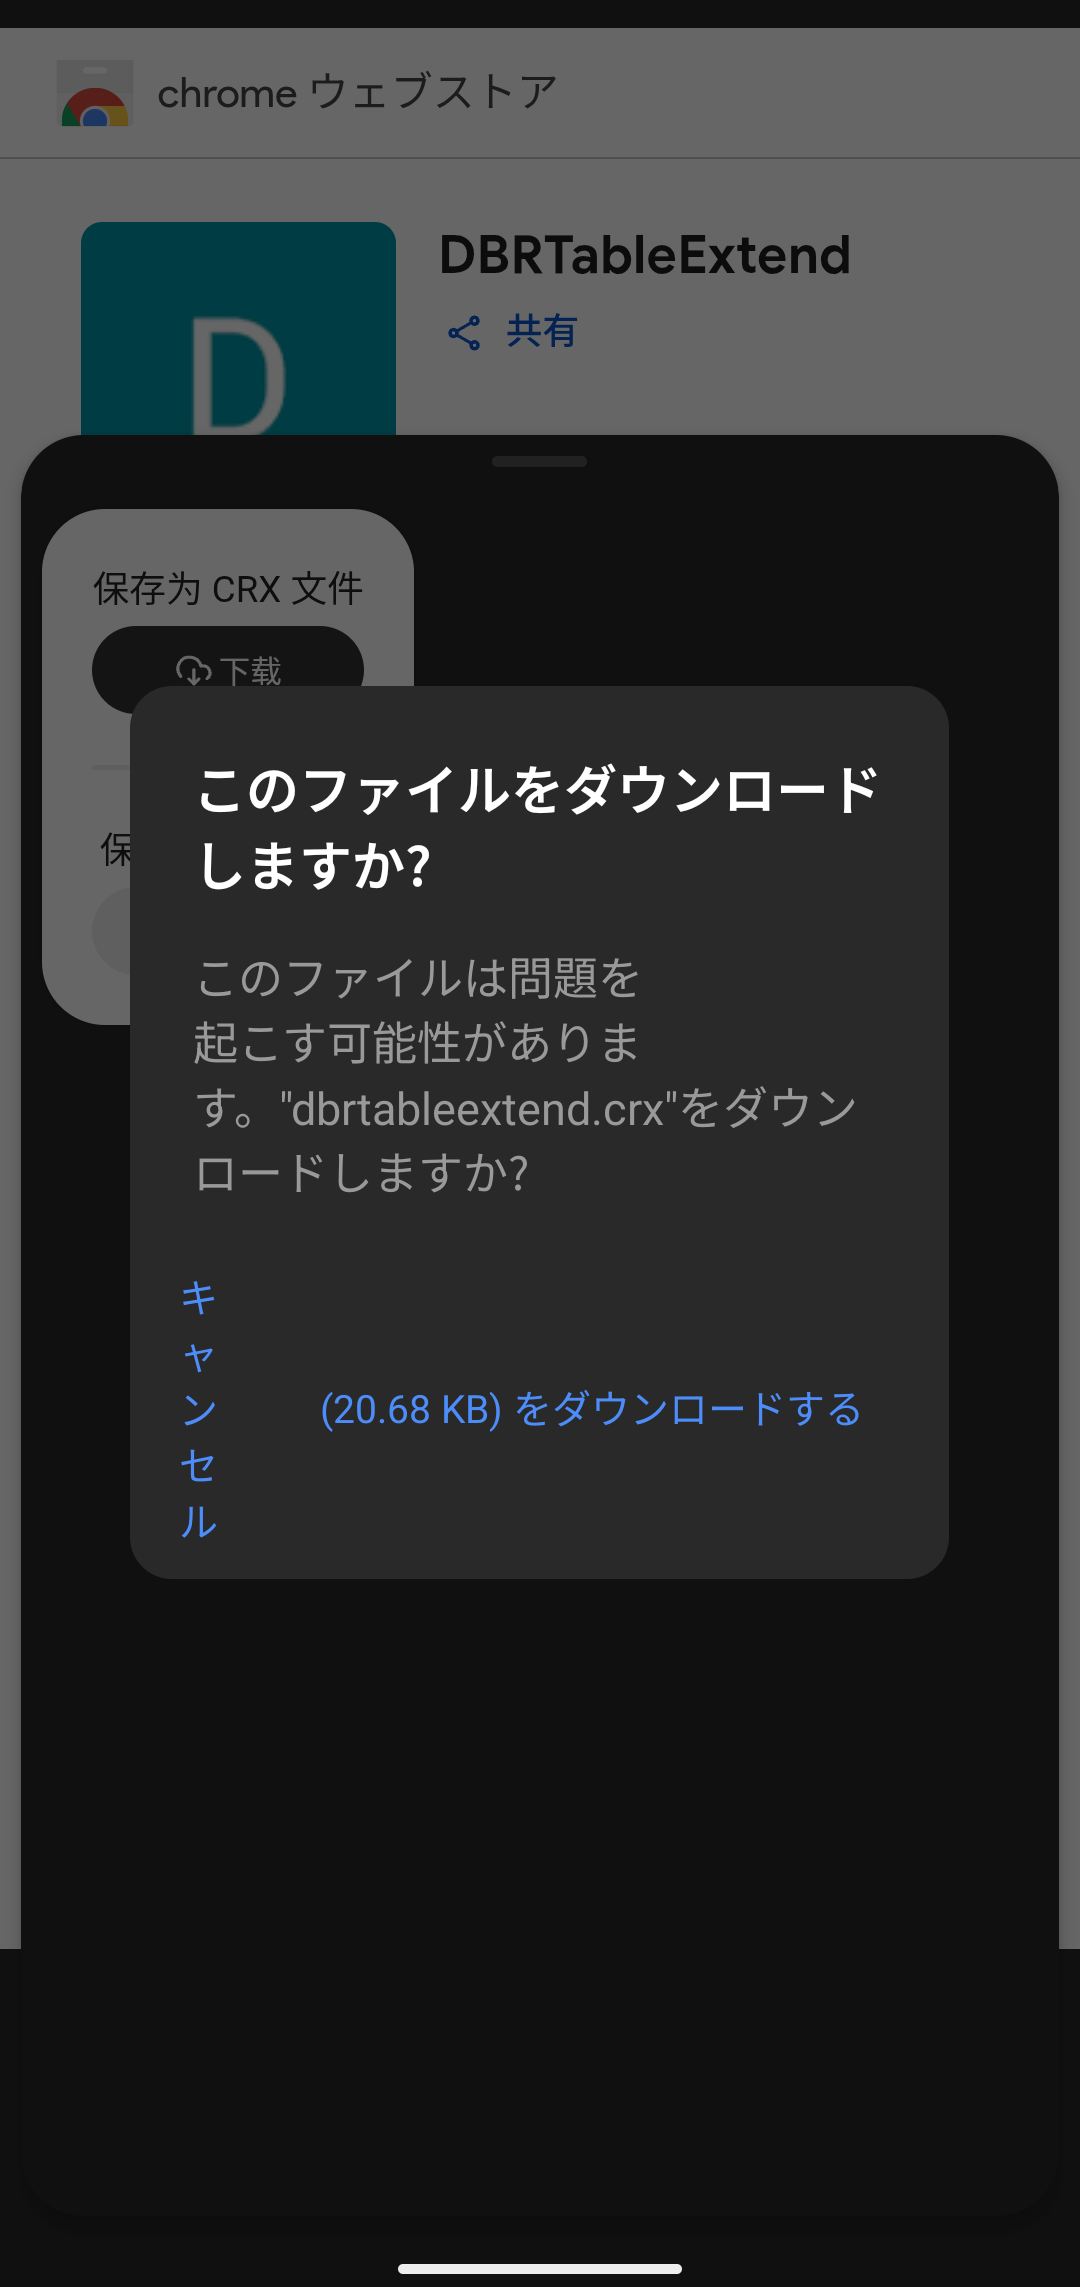 chrome ウェブストア
DBRTableExtend
共有
D
保存为 CRX 文件
下载
保
このファイルをダウンロード
しますか?
このファイルは問題を
起こす可能性がありま
す。"dbrtableextend.crx"をダウン
ロードしますか?
キャンセル
(20.68 KB) をダウンロードする